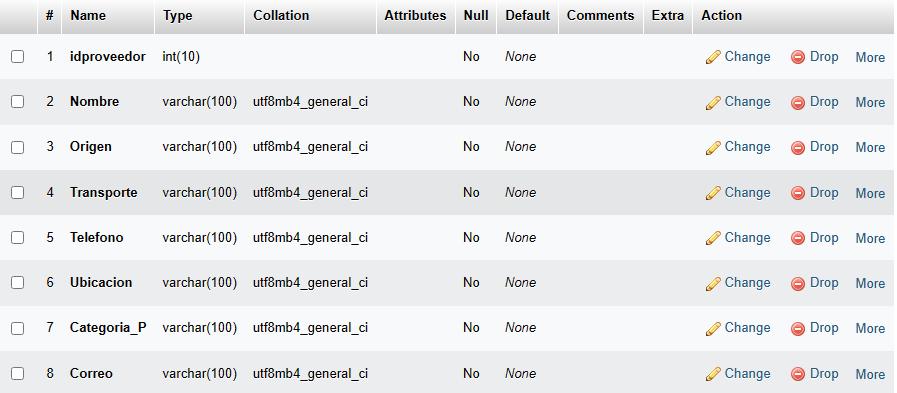 # Name Type Collation Attributes Null Default Comments Extra Action
1 idproveedor int(10) No None Change Drop More
2 Nombre varchar(100) utf8mb4_general_ci No None Change Drop More
3 Origen varchar(100) utf8mb4_general_ci No None Change Drop More
4 Transporte varchar(100) utf8mb4_general_ci No None Change Drop More
5 Telefono varchar(100) utf8mb4_general_ci No None Change Drop More
6 Ubicacion varchar(100) utf8mb4_general_ci No None Change Drop More
7 Categoria_P varchar(100) utf8mb4_general_ci No None Change Drop More
8 Correo varchar(100) utf8mb4_general_ci No None Change Drop More